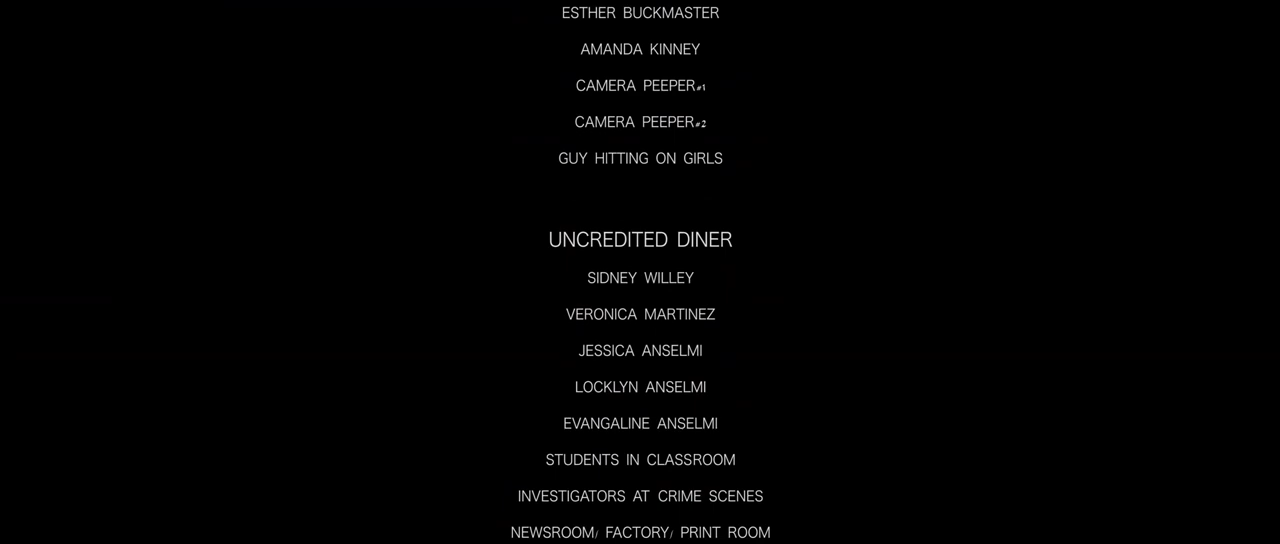 ESTHER BUCKMASTER
AMANDA KINNEY
CAMERA PEEPER#1
CAMERA PEEPER#2
GUY HITTING ON GIRLS
UNCREDITED DINER
SIDNEY WILLEY
VERONICA MARTINEZ
JESSICA ANSELMI
LOCKLYN ANSELMI
EVANGALINE ANSELMI
STUDENTS IN CLASSROOM
INVESTIGATORS AT CRIME SCENES
NEWSROOM/ FACTORY/ PRINT ROOM